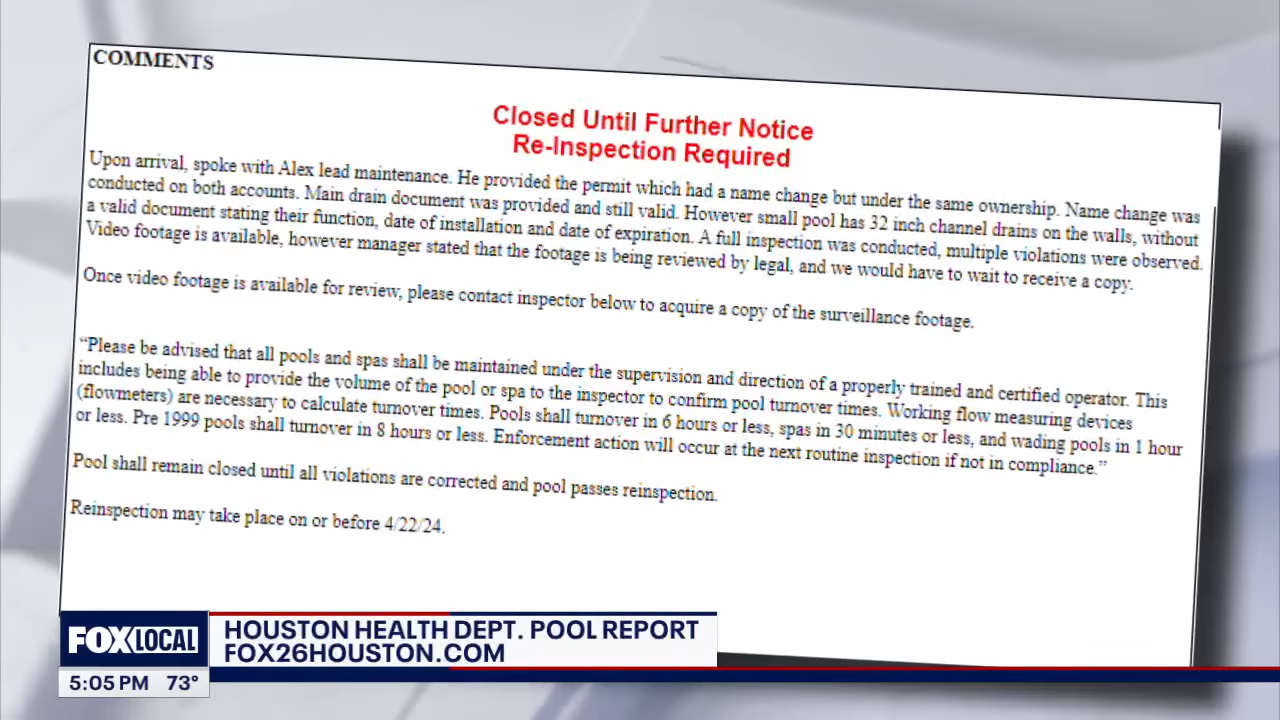 COMMENTS
Closed Until Further Notice
Re-Inspection Required
Upon arrival, spoke with Alex lead maintenance. He provided the permit which had a name change but under the same ownership. Name change was
conducted on both accounts. Main drain document was provided and still valid. However small pool has 32 inch channel drains on the walls, without
a valid document stating their function, date of installation and date of expiration. A full inspection was conducted, multiple violations were observed.
Video footage is available, however manager stated that the footage is being reviewed by legal, and we would have to wait to receive a copy.
Once video footage is available for review, please contact inspector below to acquire a copy of the surveillance footage.
“Please be advised that all pools and spas shall be maintained under the supervision and direction of a properly trained and certified operator. This
includes being able to provide the volume of the pool or spa to the inspector to confirm pool turnover times. Working flow measuring devices
(flowmeters) are necessary to calculate turnover times. Pools shall turnover in 6 hours or less, spas in 30 minutes or less, and wading pools in 1 hour
or less. Pre 1999 pools shall turnover in 8 hours or less. Enforcement action will occur at the next routine inspection if not in compliance.”
Pool shall remain closed until all violations are corrected and pool passes reinspection.
Reinspection may take place on or before 4/22/24.
FOX LOCAL
HOUSTON HEALTH DEPT. POOL REPORT
FOX26HOUSTON.COM
5:05 PM 73°